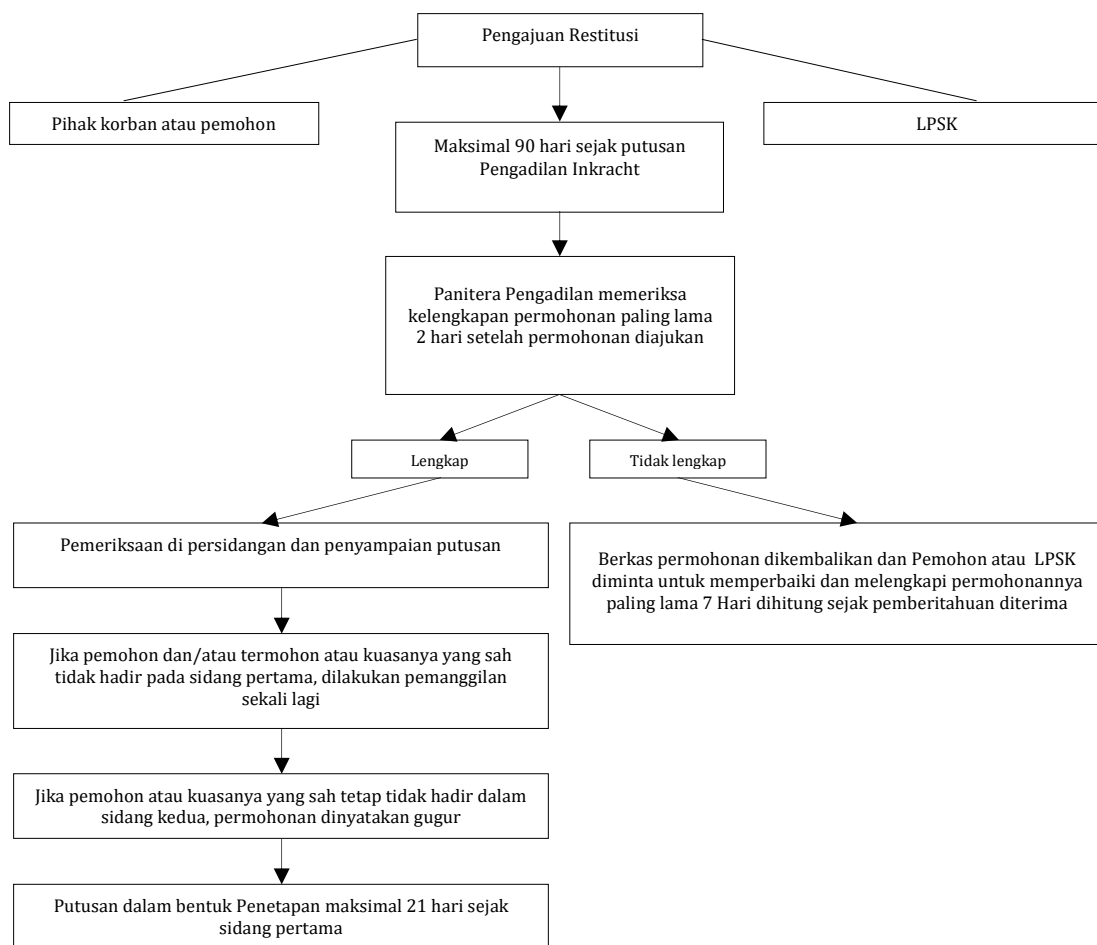 Pengajuan Restitusi
Pihak korban atau pemohon
LPSK
Maksimal 90 hari sejak putusan
Pengadilan Inkracht
Panitera Pengadilan memeriksa
kelengkapan permohonan paling lama
2 hari setelah permohonan diajukan
Lengkap
Tidak lengkap
Pemeriksaan di persidangan dan penyampaian putusan
Berkas permohonan dikembalikan dan Pemohon atau LPSK
diminta untuk memperbaiki dan melengkapi permohonannya
paling lama 7 Hari dihitung sejak pemberitahuan diterima
Jika pemohon dan/atau termohon atau kuasanya yang sah
tidak hadir pada sidang pertama, dilakukan pemanggilan
sekali lagi
Jika pemohon atau kuasanya yang sah tetap tidak hadir dalam
sidang kedua, permohonan dinyatakan gugur
Putusan dalam bentuk Penetapan maksimal 21 hari sejak
sidang pertama